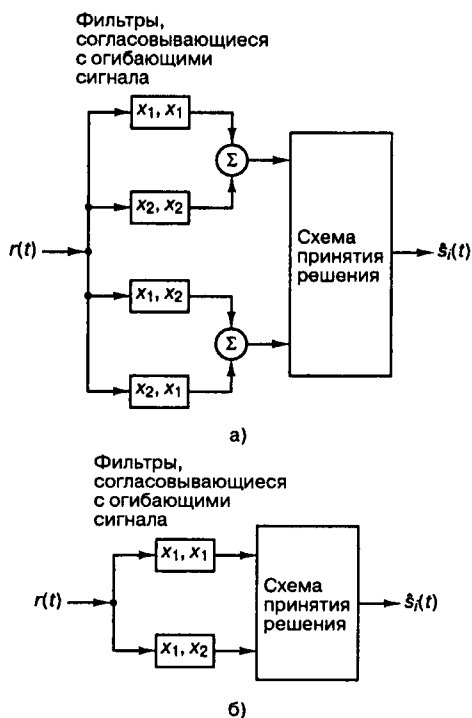 Фильтры,
согласовывающиеся
с огибающими
сигнала
x₁, x₁
Σ
x₂, x₂
r(t)
Схема
принятия
решения
ŝᵢ(t)
x₁, x₂
Σ
x₂, x₁
а)
Фильтры,
согласовывающиеся
с огибающими
сигнала
x₁, x₁
r(t)
Схема
принятия
решения
ŝᵢ(t)
x₁, x₂
б)